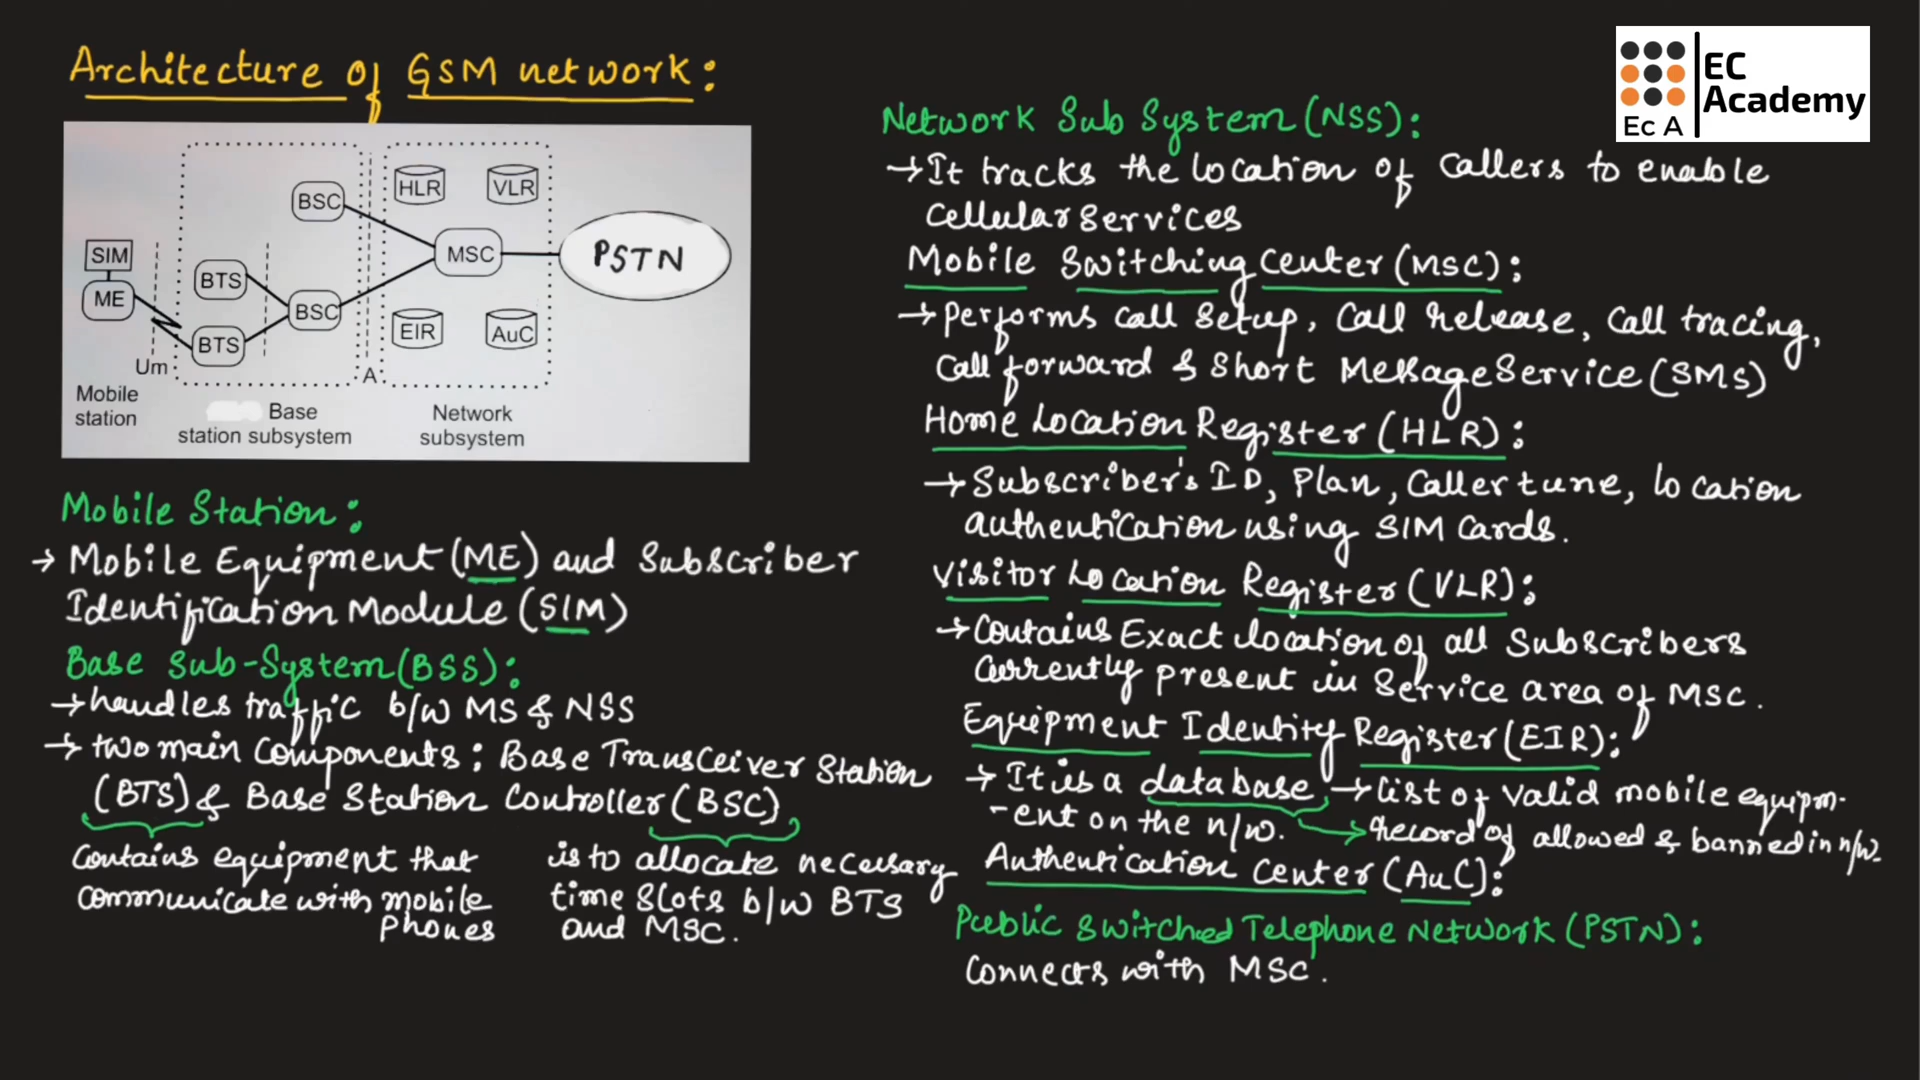 Architecture of GSM network:
HLR
VLR
BSC
MSC
PSTN
SIM
ME
BTS
BSC
BTS
EIR
AuC
Um
A
Mobile
station
Base
station subsystem
Network
subsystem
Mobile Station:
→ Mobile Equipment (ME) and Subscriber
Identification Module (SIM)
Base Sub-System (BSS):
→ handles traffic b/w MS & NSS
→ two main components: Base Transceiver Station
(BTS) & Base Station Controller (BSC)
Contains equipment that
communicate with mobile
Phones
is to allocate necessary
time slots b/w BTS
and MSC.
EC
Academy
Ec A
Network Sub System (NSS):
→ It tracks the location of callers to enable
cellular services
Mobile Switching Center (MSC):
→ Performs call setup, call release, call tracing,
call forward & Short Message Service (SMS)
Home Location Register (HLR):
→ Subscriber's ID, Plan, Caller tune, location
authentication using SIM cards.
Visitor Location Register (VLR):
→ Contains Exact location of all subscribers
currently present in service area of MSC.
Equipment Identity Register (EIR):
→ It is a database → list of valid mobile equipm-
-ent on the n/w. → record of allowed & banned in n/w.
Authentication Center (AuC):
Public Switched Telephone Network (PSTN):
Connects with MSC.